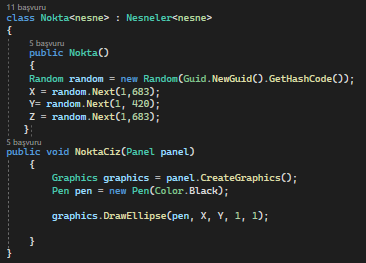 11 başvuru
class Nokta<nesne> : Nesneler<nesne>
{
5 başvuru
public Nokta()
{
Random random = new Random(Guid.NewGuid().GetHashCode());
X = random.Next(1,683);
Y= random.Next(1, 420);
Z = random.Next(1,683);
}
5 başvuru
public void NoktaCiz(Panel panel)
{
Graphics graphics = panel.CreateGraphics();
Pen pen = new Pen(Color.Black);
graphics.DrawEllipse(pen, X, Y, 1, 1);
}
}